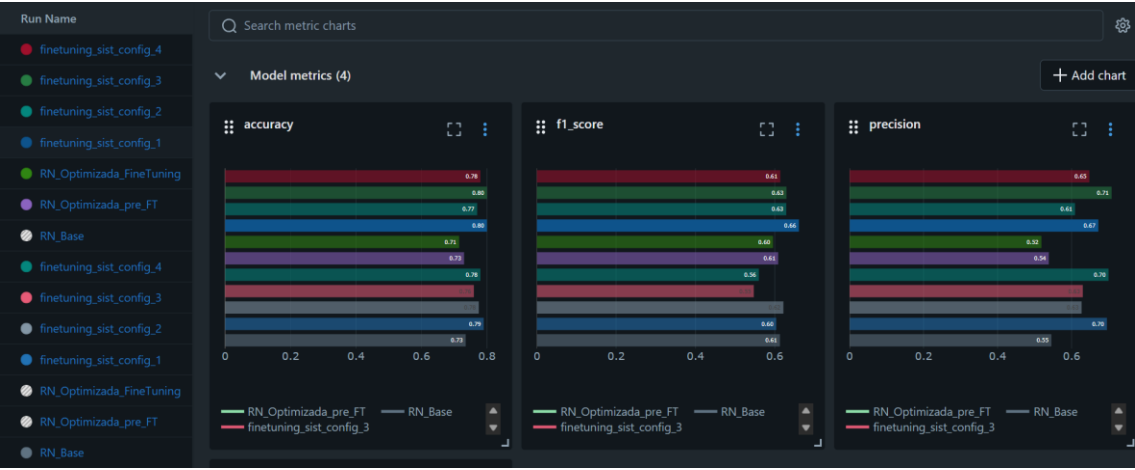 Run Name
Search metric charts
finetuning_sist_config_4
finetuning_sist_config_3
Model metrics (4)
Add chart
finetuning_sist_config_2
finetuning_sist_config_1
RN_Optimizada_FineTuning
RN_Optimizada_pre_FT
RN_Base
finetuning_sist_config_4
finetuning_sist_config_3
finetuning_sist_config_2
finetuning_sist_config_1
RN_Optimizada_FineTuning
RN_Optimizada_pre_FT
RN_Base
accuracy
0.78
0.80
0.77
0.80
0.71
0.73
0.78
0.79
0.73
0 0.2 0.4 0.6 0.8
RN_Optimizada_pre_FT RN_Base
finetuning_sist_config_3
f1_score
0.61
0.63
0.63
0.66
0.60
0.61
0.56
0.60
0.61
0 0.2 0.4 0.6
RN_Optimizada_pre_FT RN_Base
finetuning_sist_config_3
precision
0.65
0.71
0.61
0.67
0.52
0.54
0.70
0.70
0.55
0 0.2 0.4 0.6
RN_Optimizada_pre_FT RN_Base
finetuning_sist_config_3